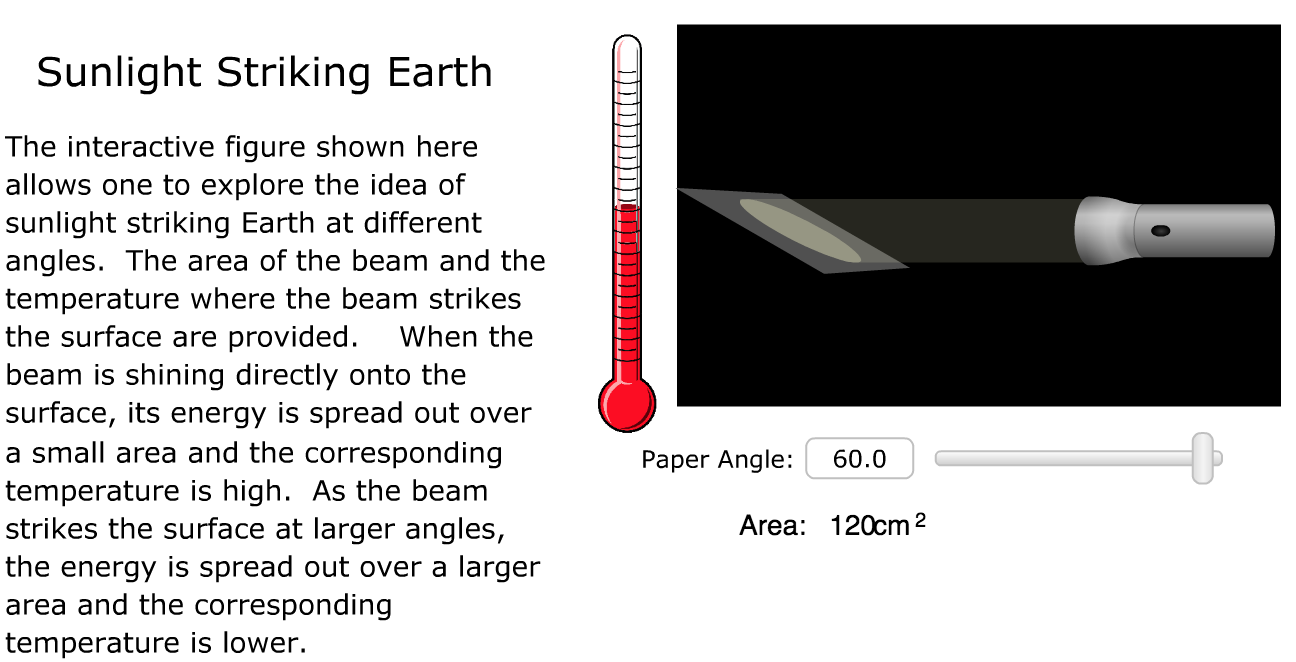 Sunlight Striking Earth
The interactive figure shown here
allows one to explore the idea of
sunlight striking Earth at different
angles.  The area of the beam and the
temperature where the beam strikes
the surface are provided.    When the
beam is shining directly onto the
surface, its energy is spread out over
a small area and the corresponding
temperature is high.  As the beam
strikes the surface at larger angles,
the energy is spread out over a larger
area and the corresponding
temperature is lower.
Paper Angle: 60.0
Area: 120cm²